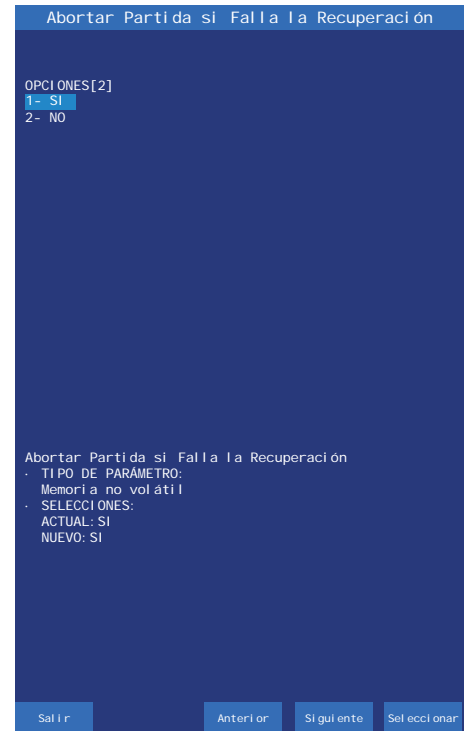 Abortar Partida si Falla la Recuperación
OPCIONES[2]
1- SI
2- NO
Abortar Partida si Falla la Recuperación
· TIPO DE PARÁMETRO:
Memoria no volátil
· SELECCIONES:
ACTUAL: SI
NUEVO: SI
Salir Anterior Siguiente Seleccionar